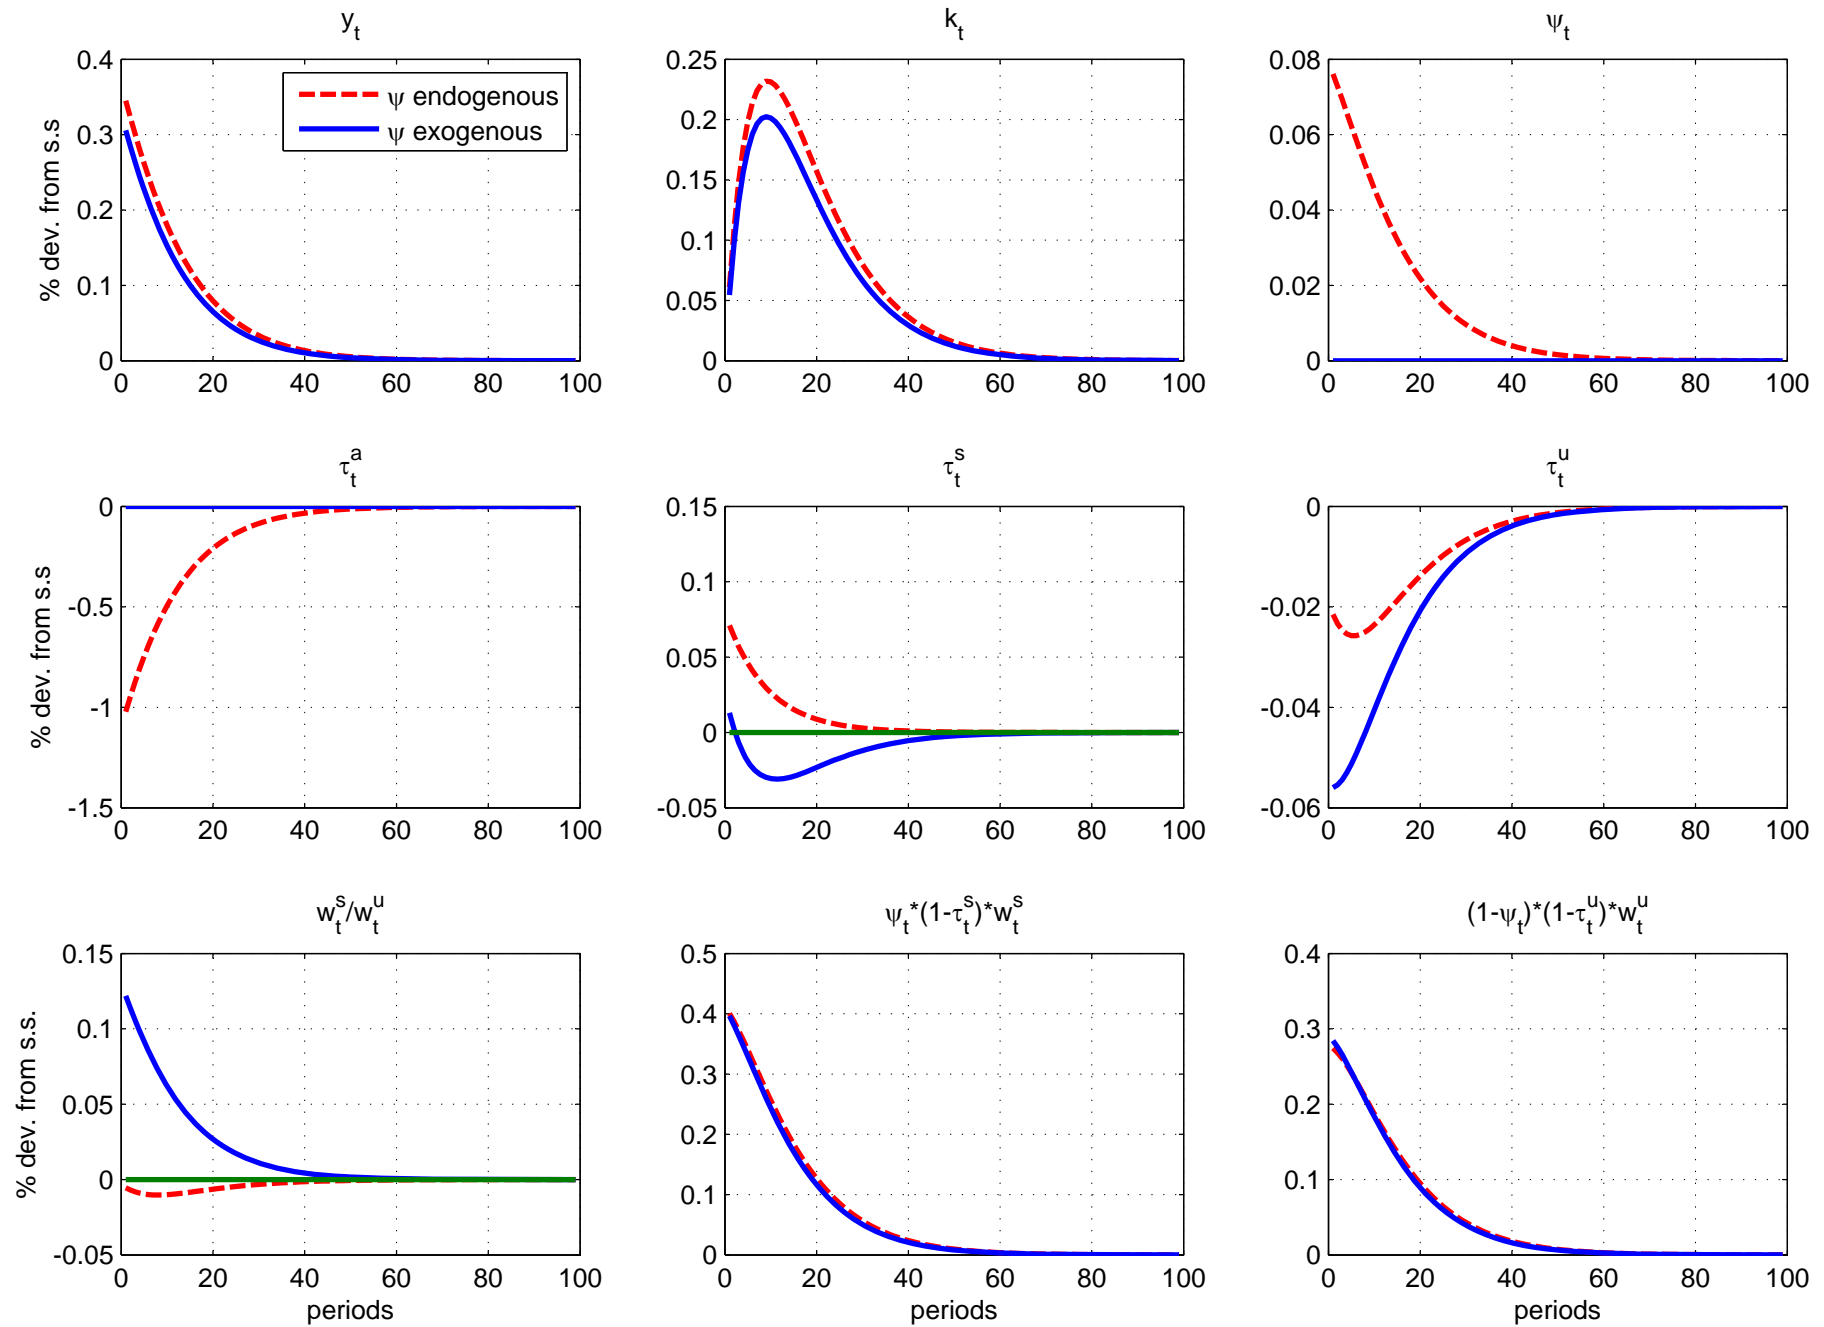 y_t
k_t
ψ_t
0.4
0.3
0.2
0.1
0
% dev. from s.s
ψ endogenous
ψ exogenous
0 20 40 60 80 100
0.25
0.2
0.15
0.1
0.05
0
0 20 40 60 80 100
0.08
0.06
0.04
0.02
0
0 20 40 60 80 100
τ_t^a
τ_t^s
τ_t^u
0
-0.5
-1
-1.5
% dev. from s.s
0 20 40 60 80 100
0.15
0.1
0.05
0
-0.05
0 20 40 60 80 100
0
-0.02
-0.04
-0.06
0 20 40 60 80 100
w_t^s/w_t^u
ψ_t*(1-τ_t^s)*w_t^s
(1-ψ_t)*(1-τ_t^u)*w_t^u
0.15
0.1
0.05
0
-0.05
% dev. from s.s.
0 20 40 60 80 100
periods
0.5
0.4
0.3
0.2
0.1
0
0 20 40 60 80 100
periods
0.4
0.3
0.2
0.1
0
0 20 40 60 80 100
periods